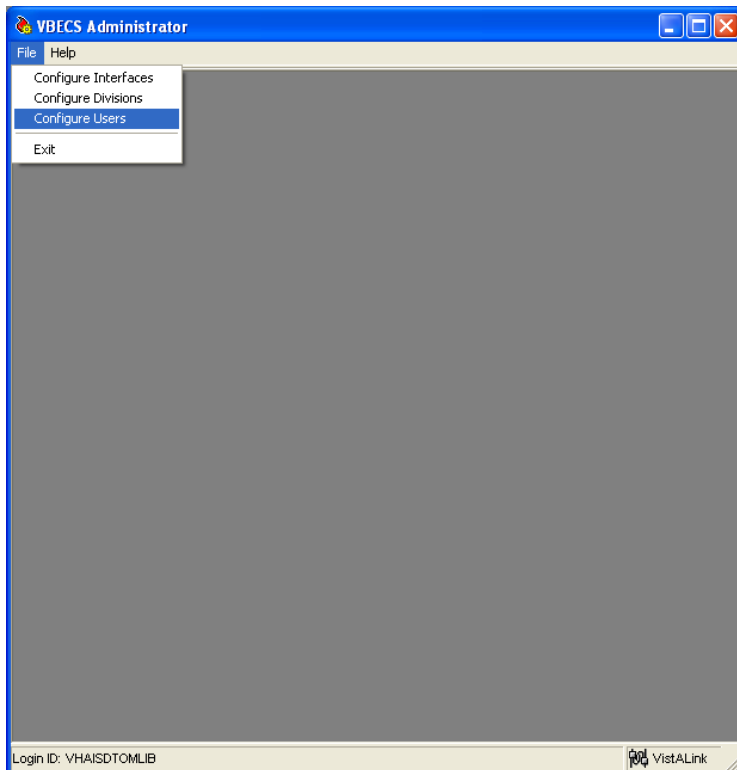 VBECS Administrator
File Help
Configure Interfaces
Configure Divisions
Configure Users
Exit
Login ID: VHAISDTOMLIB VistALink